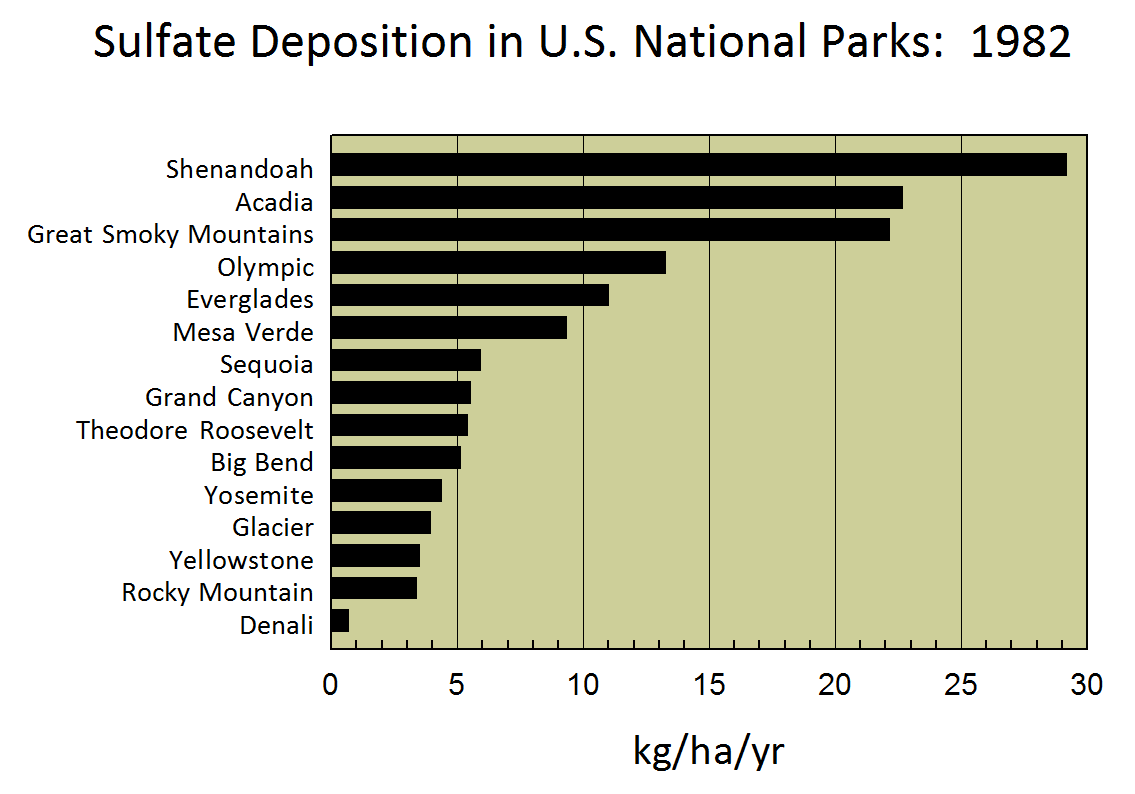 Sulfate Deposition in U.S. National Parks:  1982
Shenandoah
Acadia
Great Smoky Mountains
Olympic
Everglades
Mesa Verde
Sequoia
Grand Canyon
Theodore Roosevelt
Big Bend
Yosemite
Glacier
Yellowstone
Rocky Mountain
Denali
0 5 10 15 20 25 30
kg/ha/yr